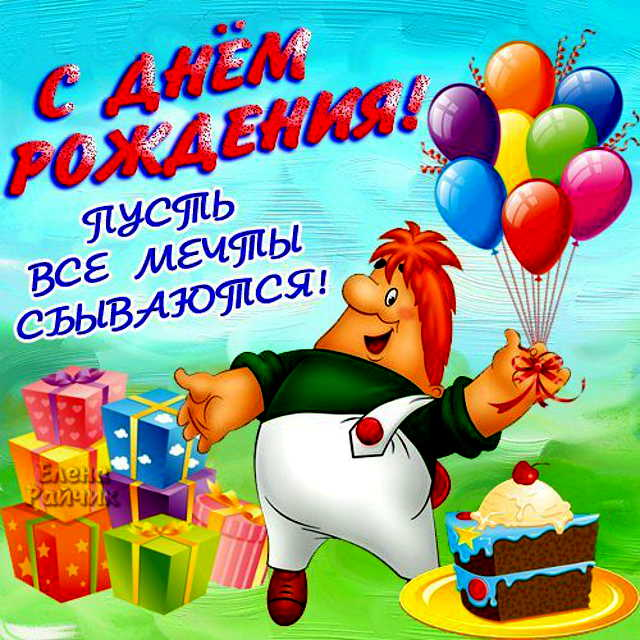 С ДНЁМ
РОЖДЕНИЯ!
ПУСТЬ
ВСЕ МЕЧТЫ
СБЫВАЮТСЯ!
Елена
Райчик